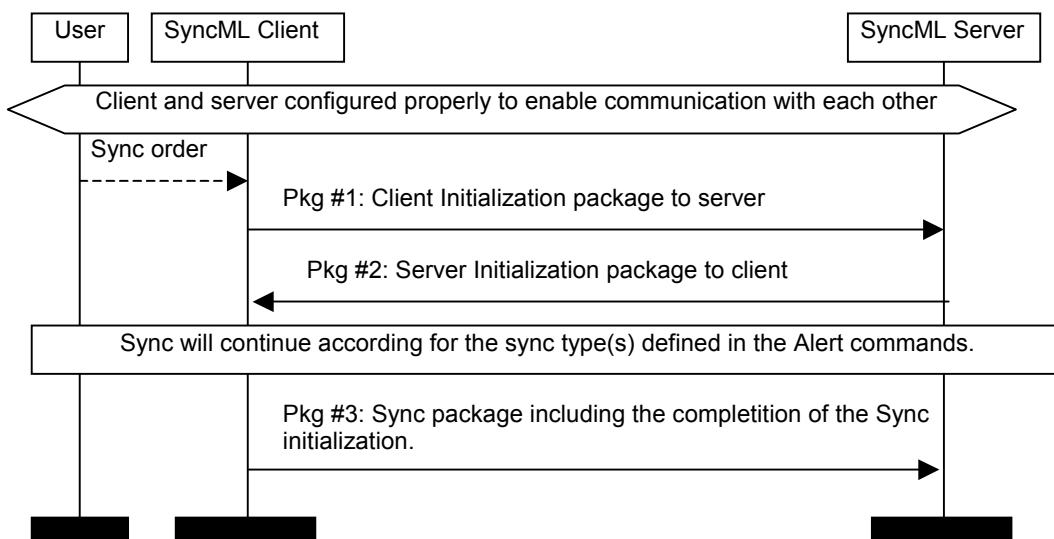 User
SyncML Client
SyncML Server
Client and server configured properly to enable communication with each other
Sync order
Pkg #1: Client Initialization package to server
Pkg #2: Server Initialization package to client
Sync will continue according for the sync type(s) defined in the Alert commands.
Pkg #3: Sync package including the completition of the Sync
initialization.